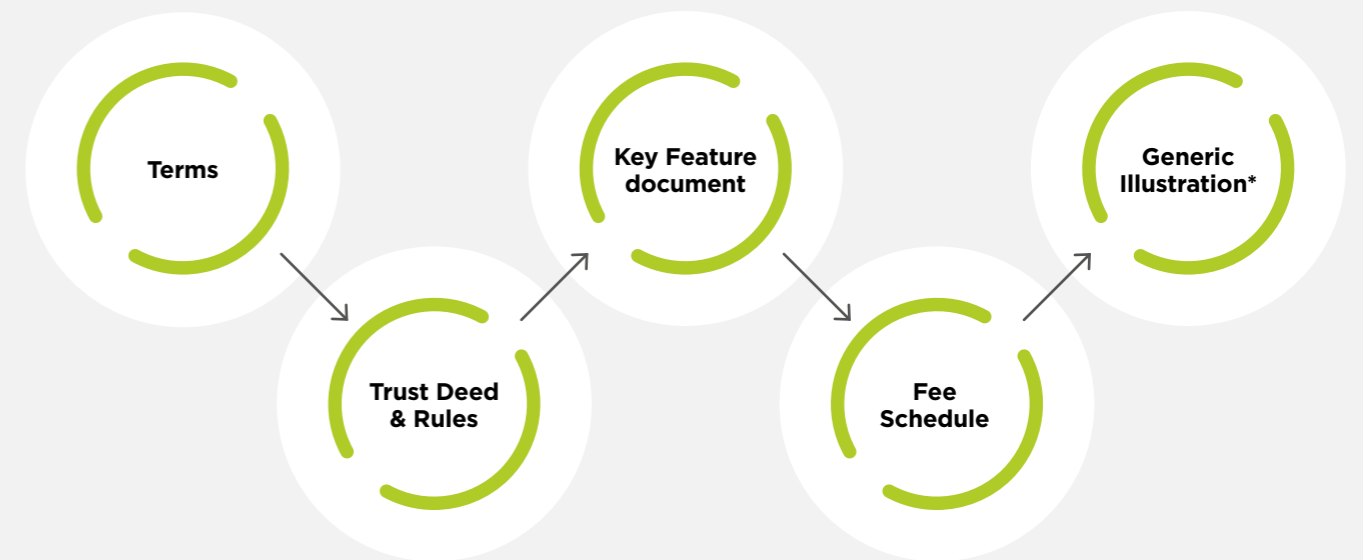 Terms
Trust Deed
& Rules
Key Feature
document
Fee
Schedule
Generic
Illustration*